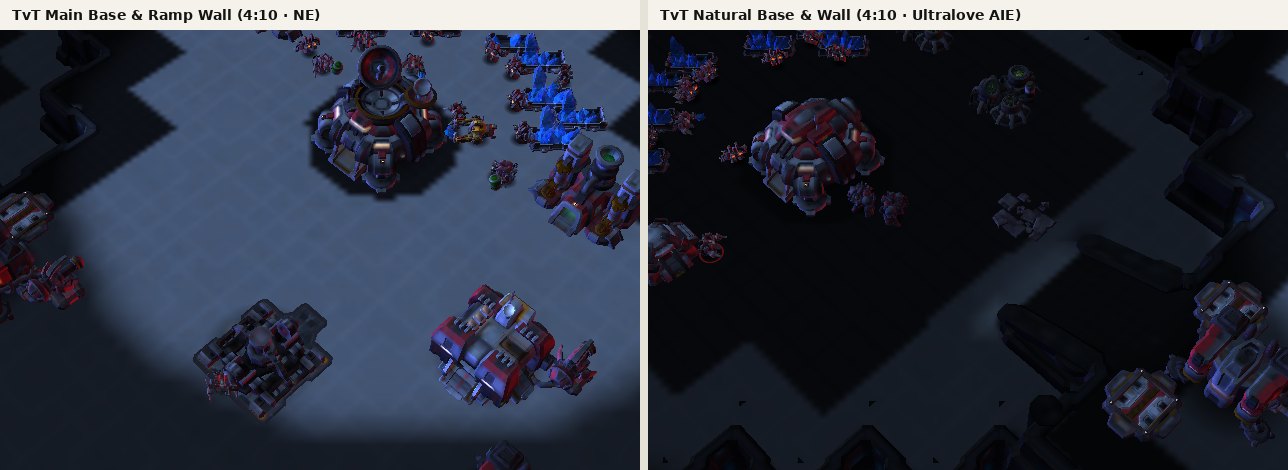 TvT Main Base & Ramp Wall (4:10 · NE)
TvT Natural Base & Wall (4:10 · Ultralove AIE)